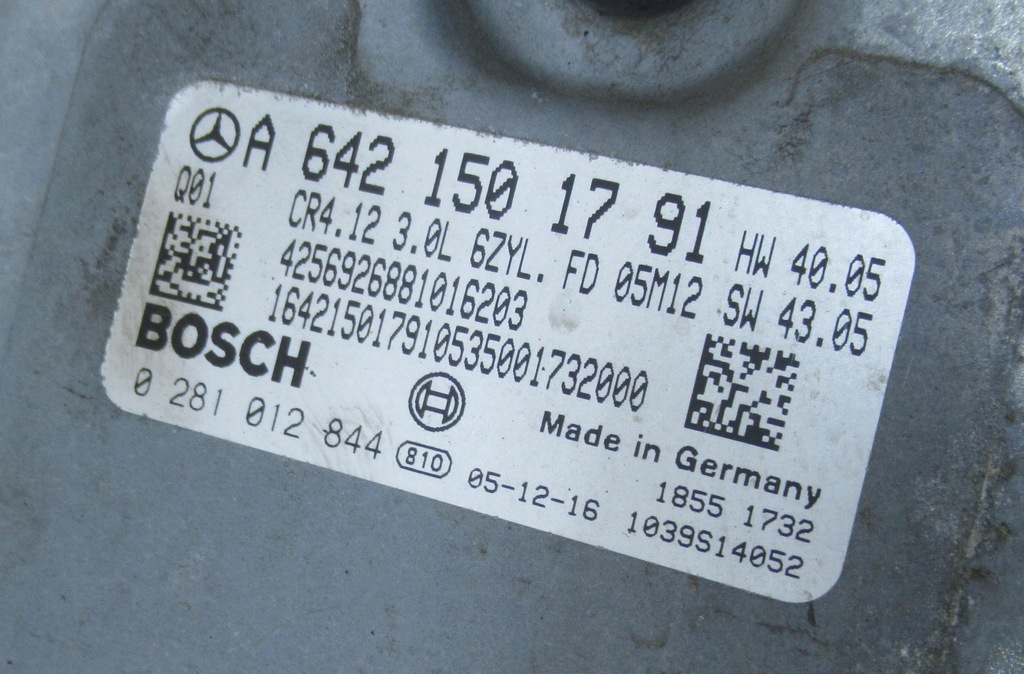 A 642 150 17 91 HW 40.05
Q01 CR4.12 3.0L 6ZYL. FD 05M12 SW 43.05
4256926881016203
164215017910535001732000
BOSCH
Made in Germany
0 281 012 844 810 05-12-16 1855 1732
1039S14052